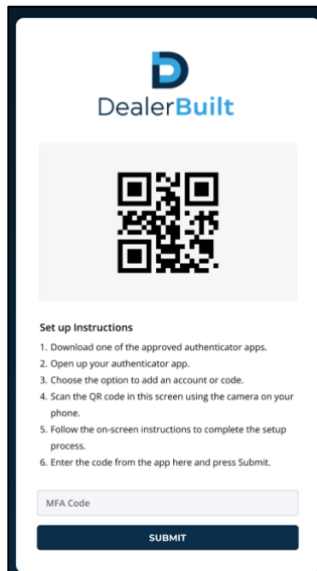 DealerBuilt
Set up Instructions
1. Download one of the approved authenticator apps.
2. Open up your authenticator app.
3. Choose the option to add an account or code.
4. Scan the QR code in this screen using the camera on your
phone.
5. Follow the on-screen instructions to complete the setup
process.
6. Enter the code from the app here and press Submit.
MFA Code
SUBMIT